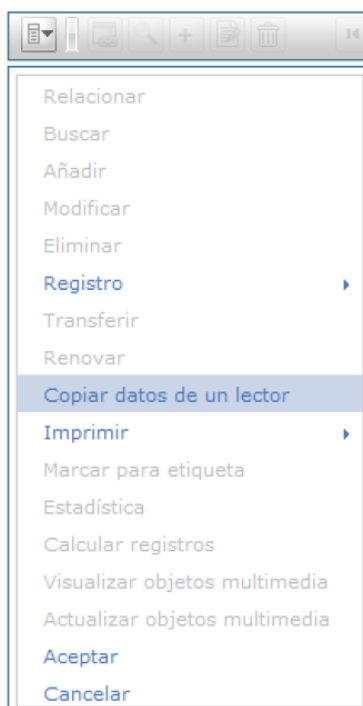 Relacionar
Buscar
Añadir
Modificar
Eliminar
Registro
Transferir
Renovar
Copiar datos de un lector
Imprimir
Marcar para etiqueta
Estadística
Calcular registros
Visualizar objetos multimedia
Actualizar objetos multimedia
Aceptar
Cancelar